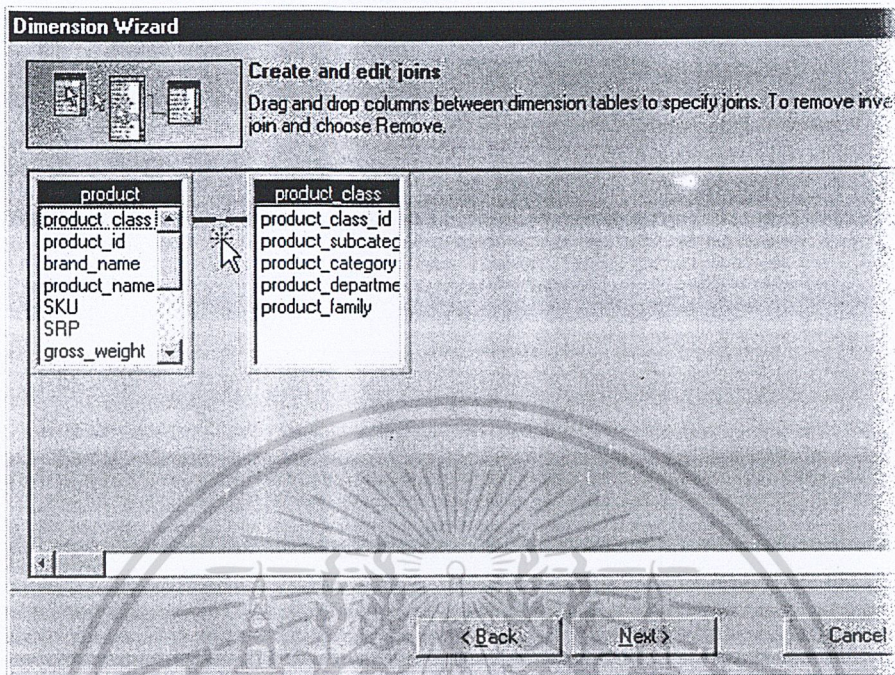 Dimension Wizard
Create and edit joins
Drag and drop columns between dimension tables to specify joins. To remove inva
join and choose Remove.
product
product_class
product_id
brand_name
product_name
SKU
SRP
gross_weight
product_class
product_class_id
product_subcateg
product_category
product_departme
product_family
< Back
Next >
Cancel